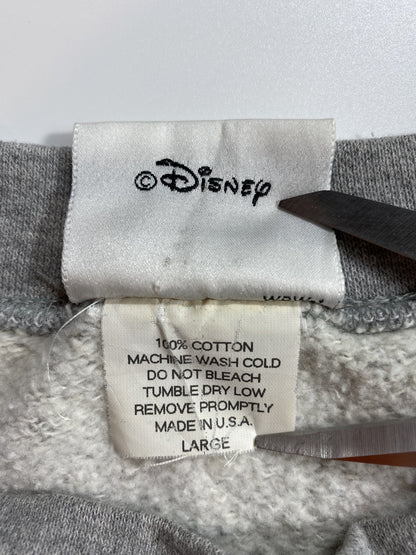 © Disney
100% COTTON
MACHINE WASH COLD
DO NOT BLEACH
TUMBLE DRY LOW
REMOVE PROMPTLY
MADE IN U.S.A.
LARGE